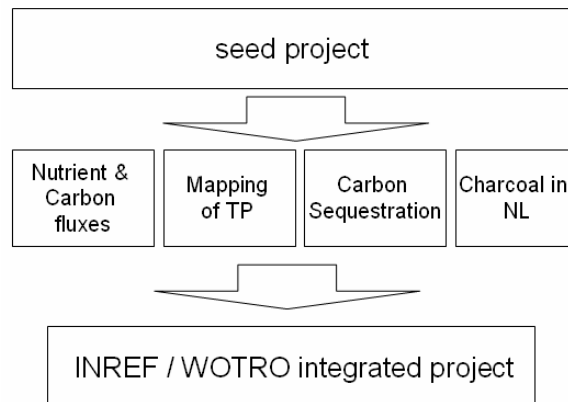 seed project
Nutrient &
Carbon
fluxes
Mapping
of TP
Carbon
Sequestration
Charcoal in
NL
INREF / WOTRO integrated project